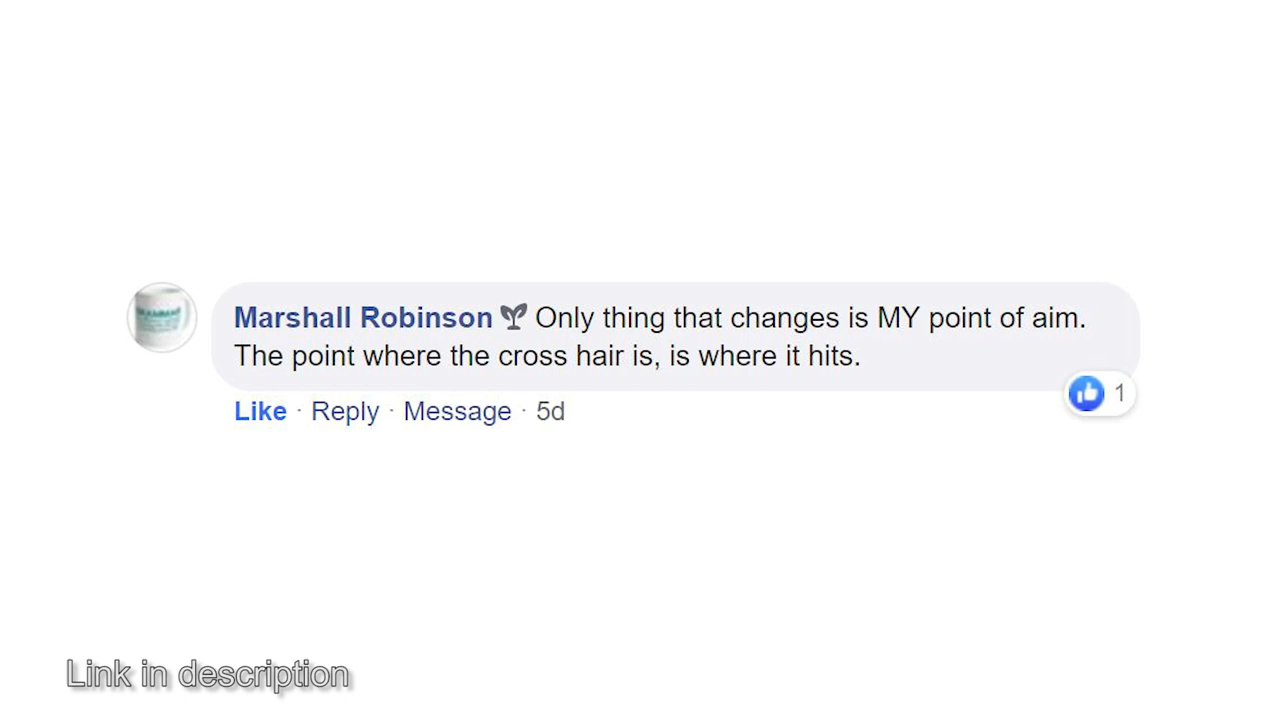 Marshall Robinson Only thing that changes is MY point of aim.
The point where the cross hair is, is where it hits.
1
Like · Reply · Message · 5d
Link in description